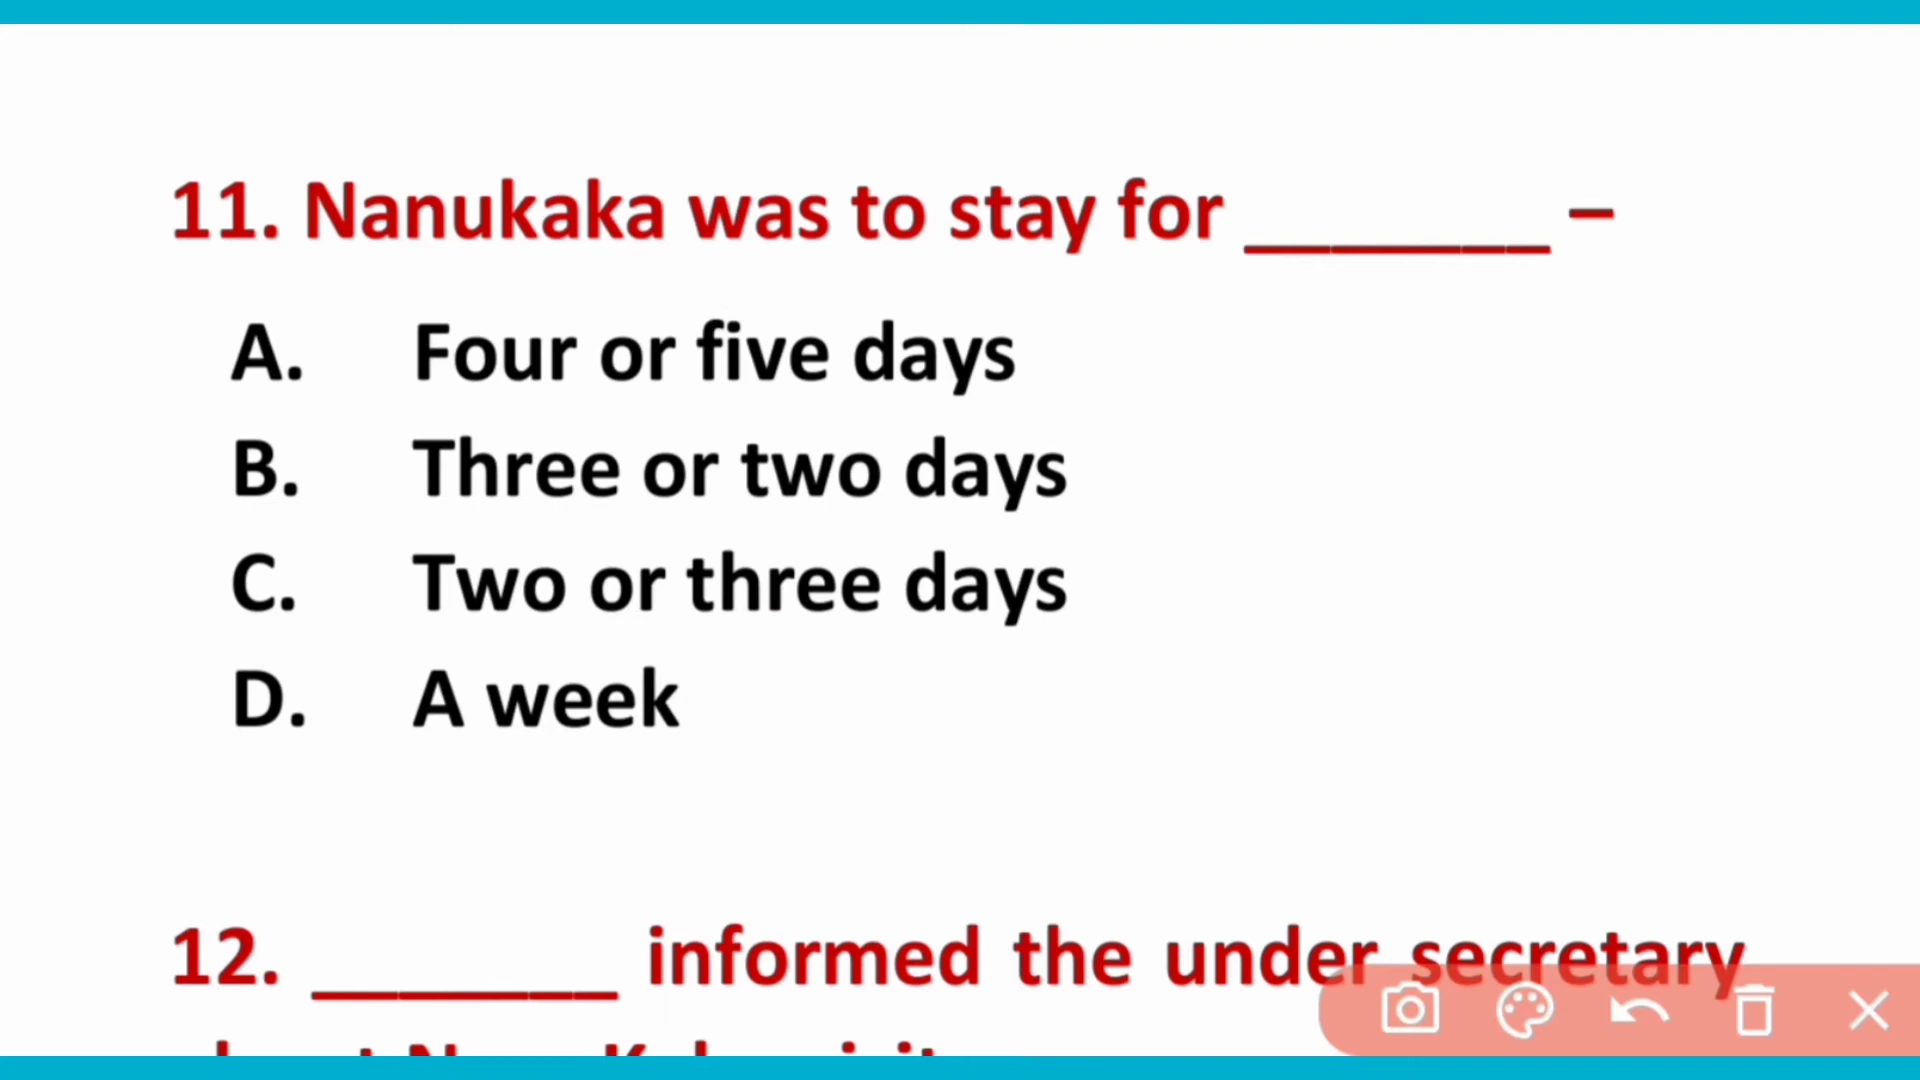 11. Nanukaka was to stay for _______ –
A. Four or five days
B. Three or two days
C. Two or three days
D. A week
12. _______ informed the under secretary